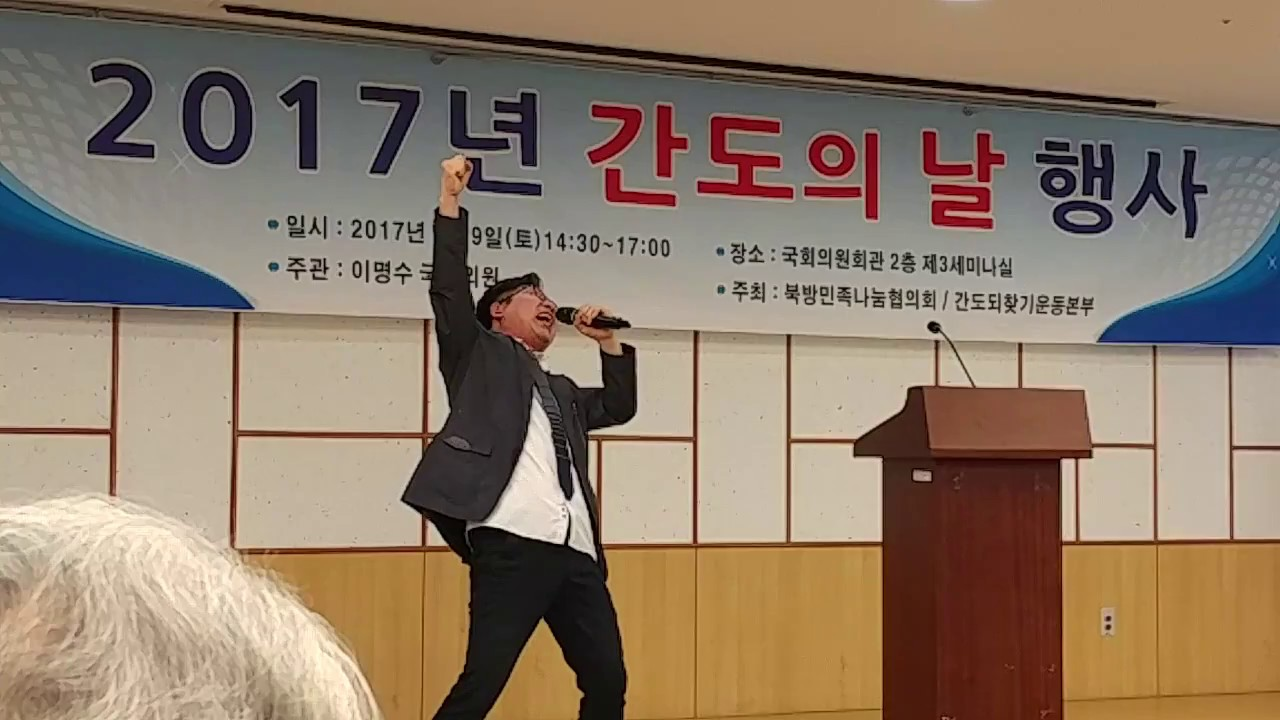 2017년 간도의 날 행사
일시 : 2017년 9일(토)14:30~17:00
주관 : 이명수 국 의원
장소 : 국회의원회관 2층 제3세미나실
주최 : 북방민족나눔협의회 / 간도되찾기운동본부